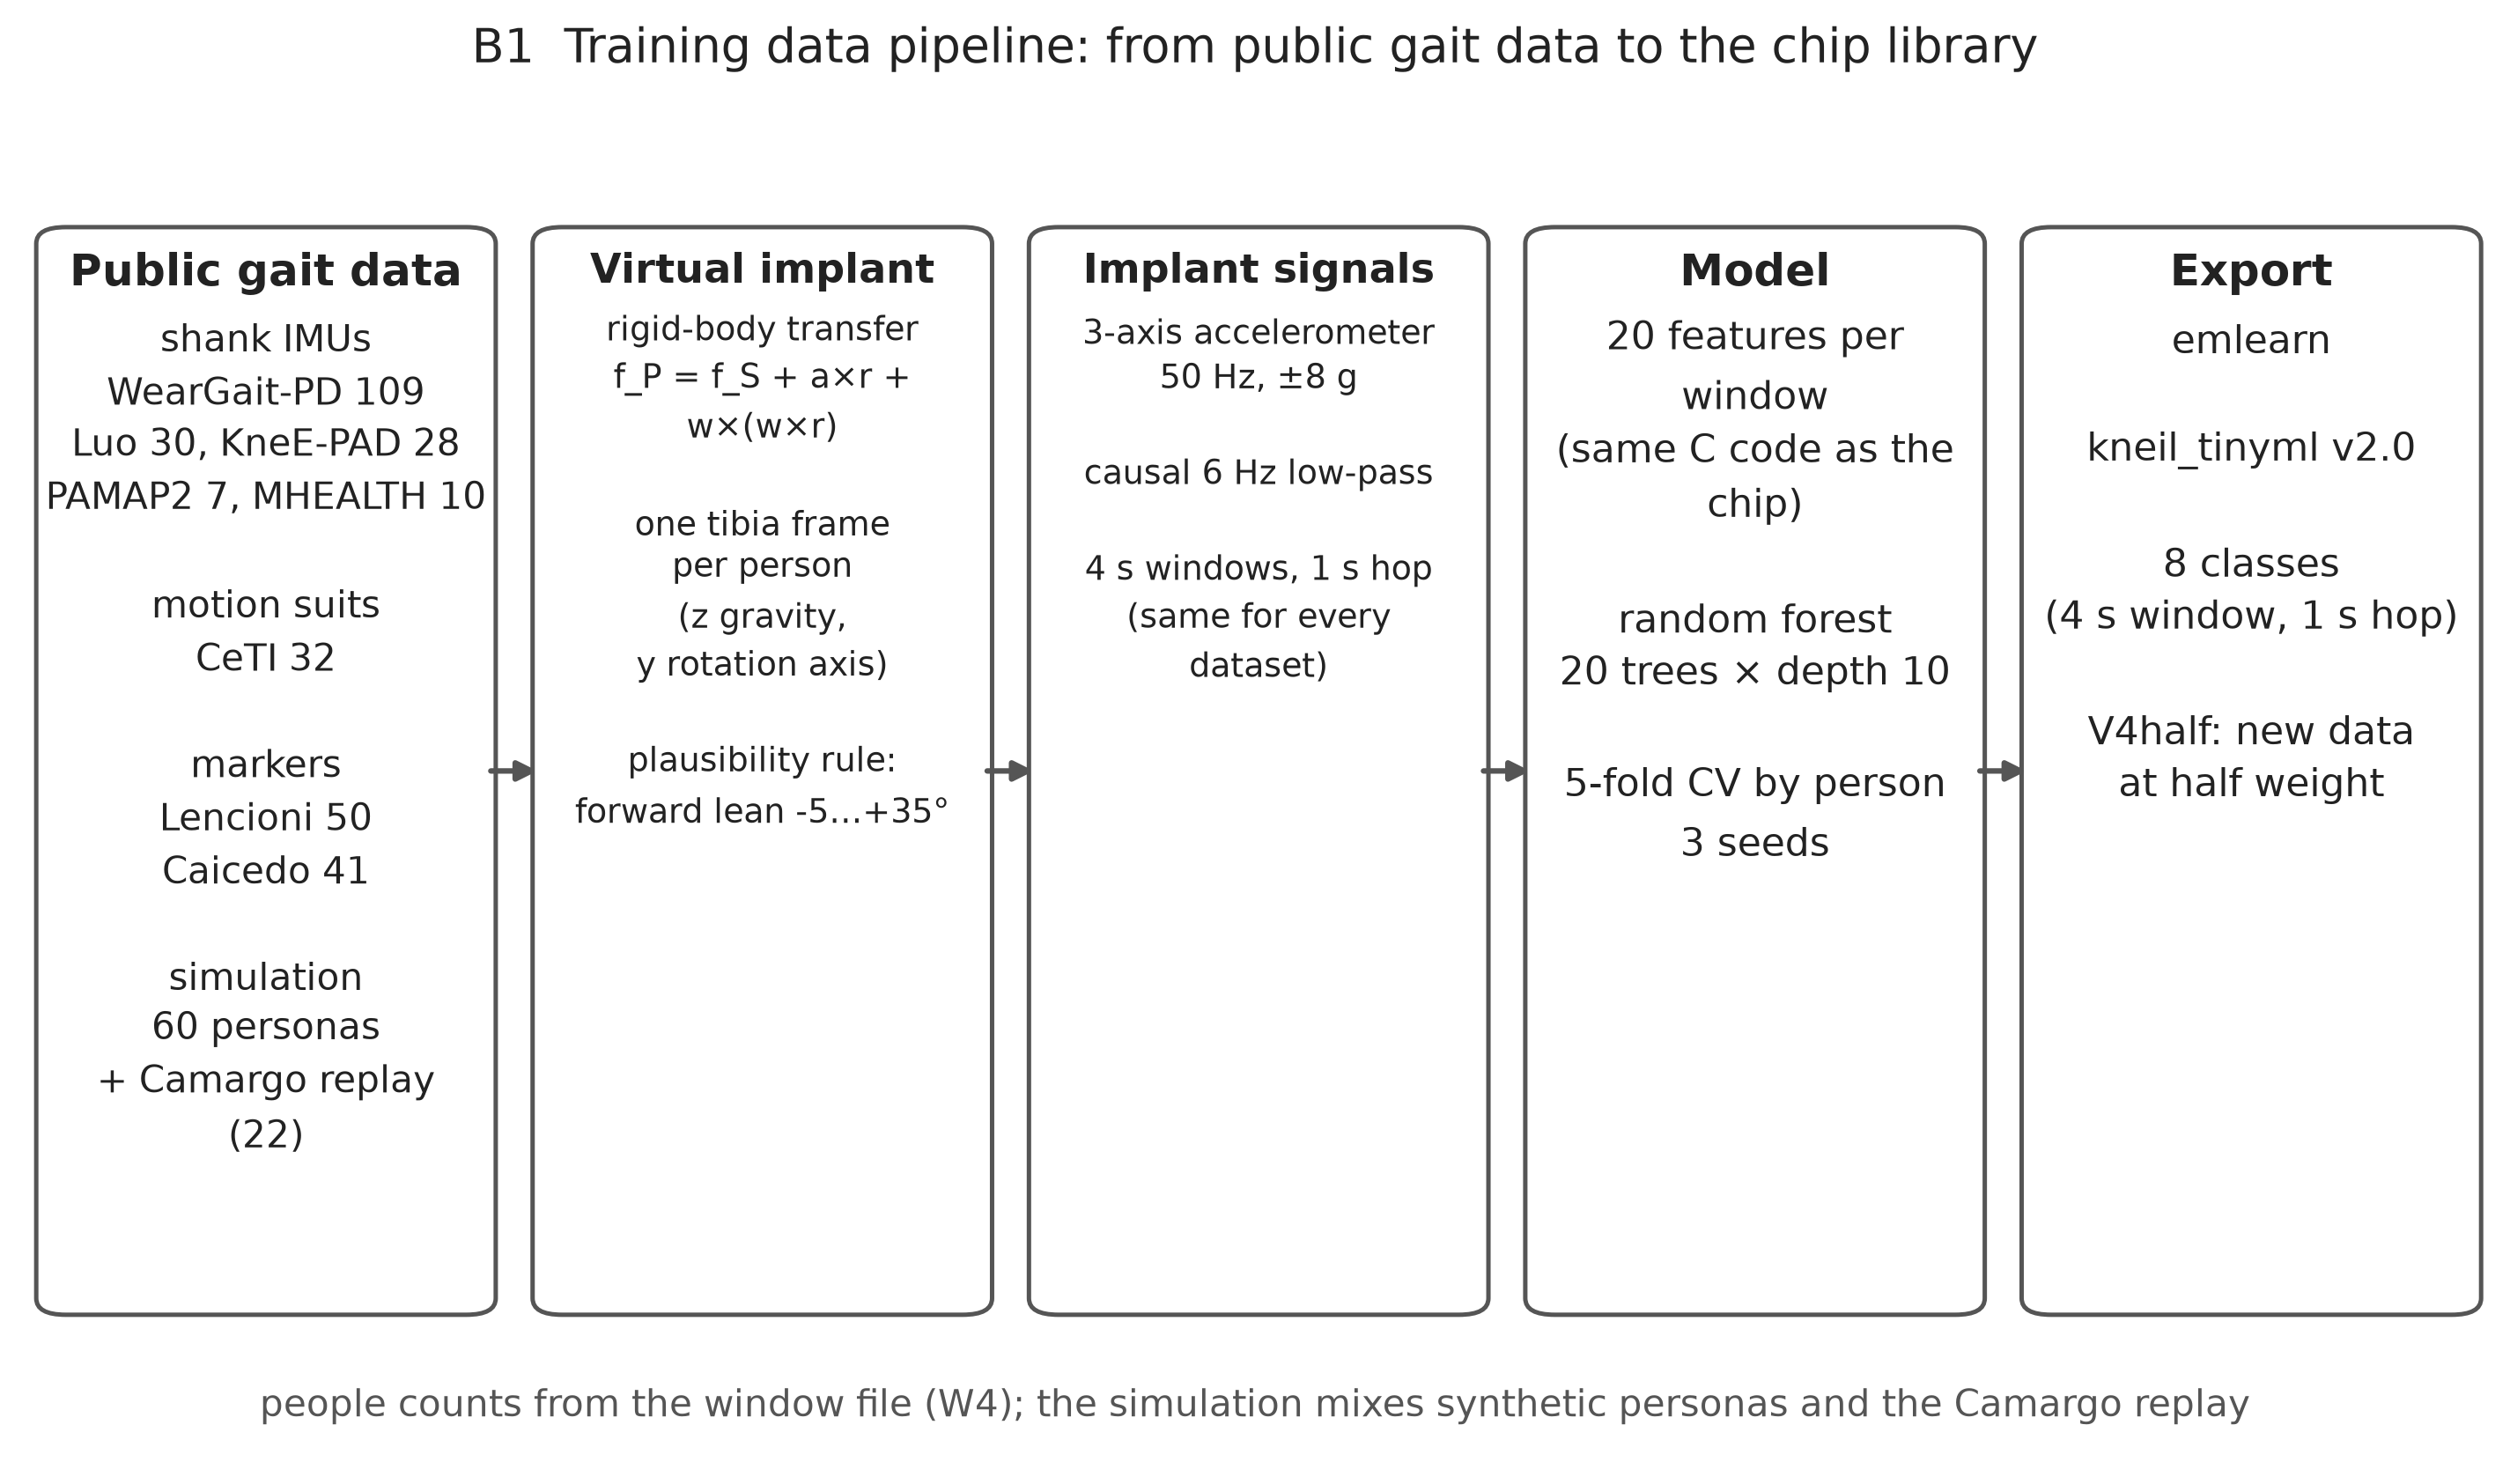 B1  Training data pipeline: from public gait data to the chip library
Public gait data
shank IMUs
WearGait-PD 109
Luo 30, KneE-PAD 28
PAMAP2 7, MHEALTH 10
motion suits
CeTI 32
markers
Lencioni 50
Caicedo 41
simulation
60 personas
+ Camargo replay
(22)
Virtual implant
rigid-body transfer
f_P = f_S + a×r +
w×(w×r)
one tibia frame
per person
(z gravity,
y rotation axis)
plausibility rule:
forward lean -5...+35°
Implant signals
3-axis accelerometer
50 Hz, ±8 g
causal 6 Hz low-pass
4 s windows, 1 s hop
(same for every
dataset)
Model
20 features per
window
(same C code as the
chip)
random forest
20 trees × depth 10
5-fold CV by person
3 seeds
Export
emlearn
kneil_tinyml v2.0
8 classes
(4 s window, 1 s hop)
V4half: new data
at half weight
people counts from the window file (W4); the simulation mixes synthetic personas and the Camargo replay